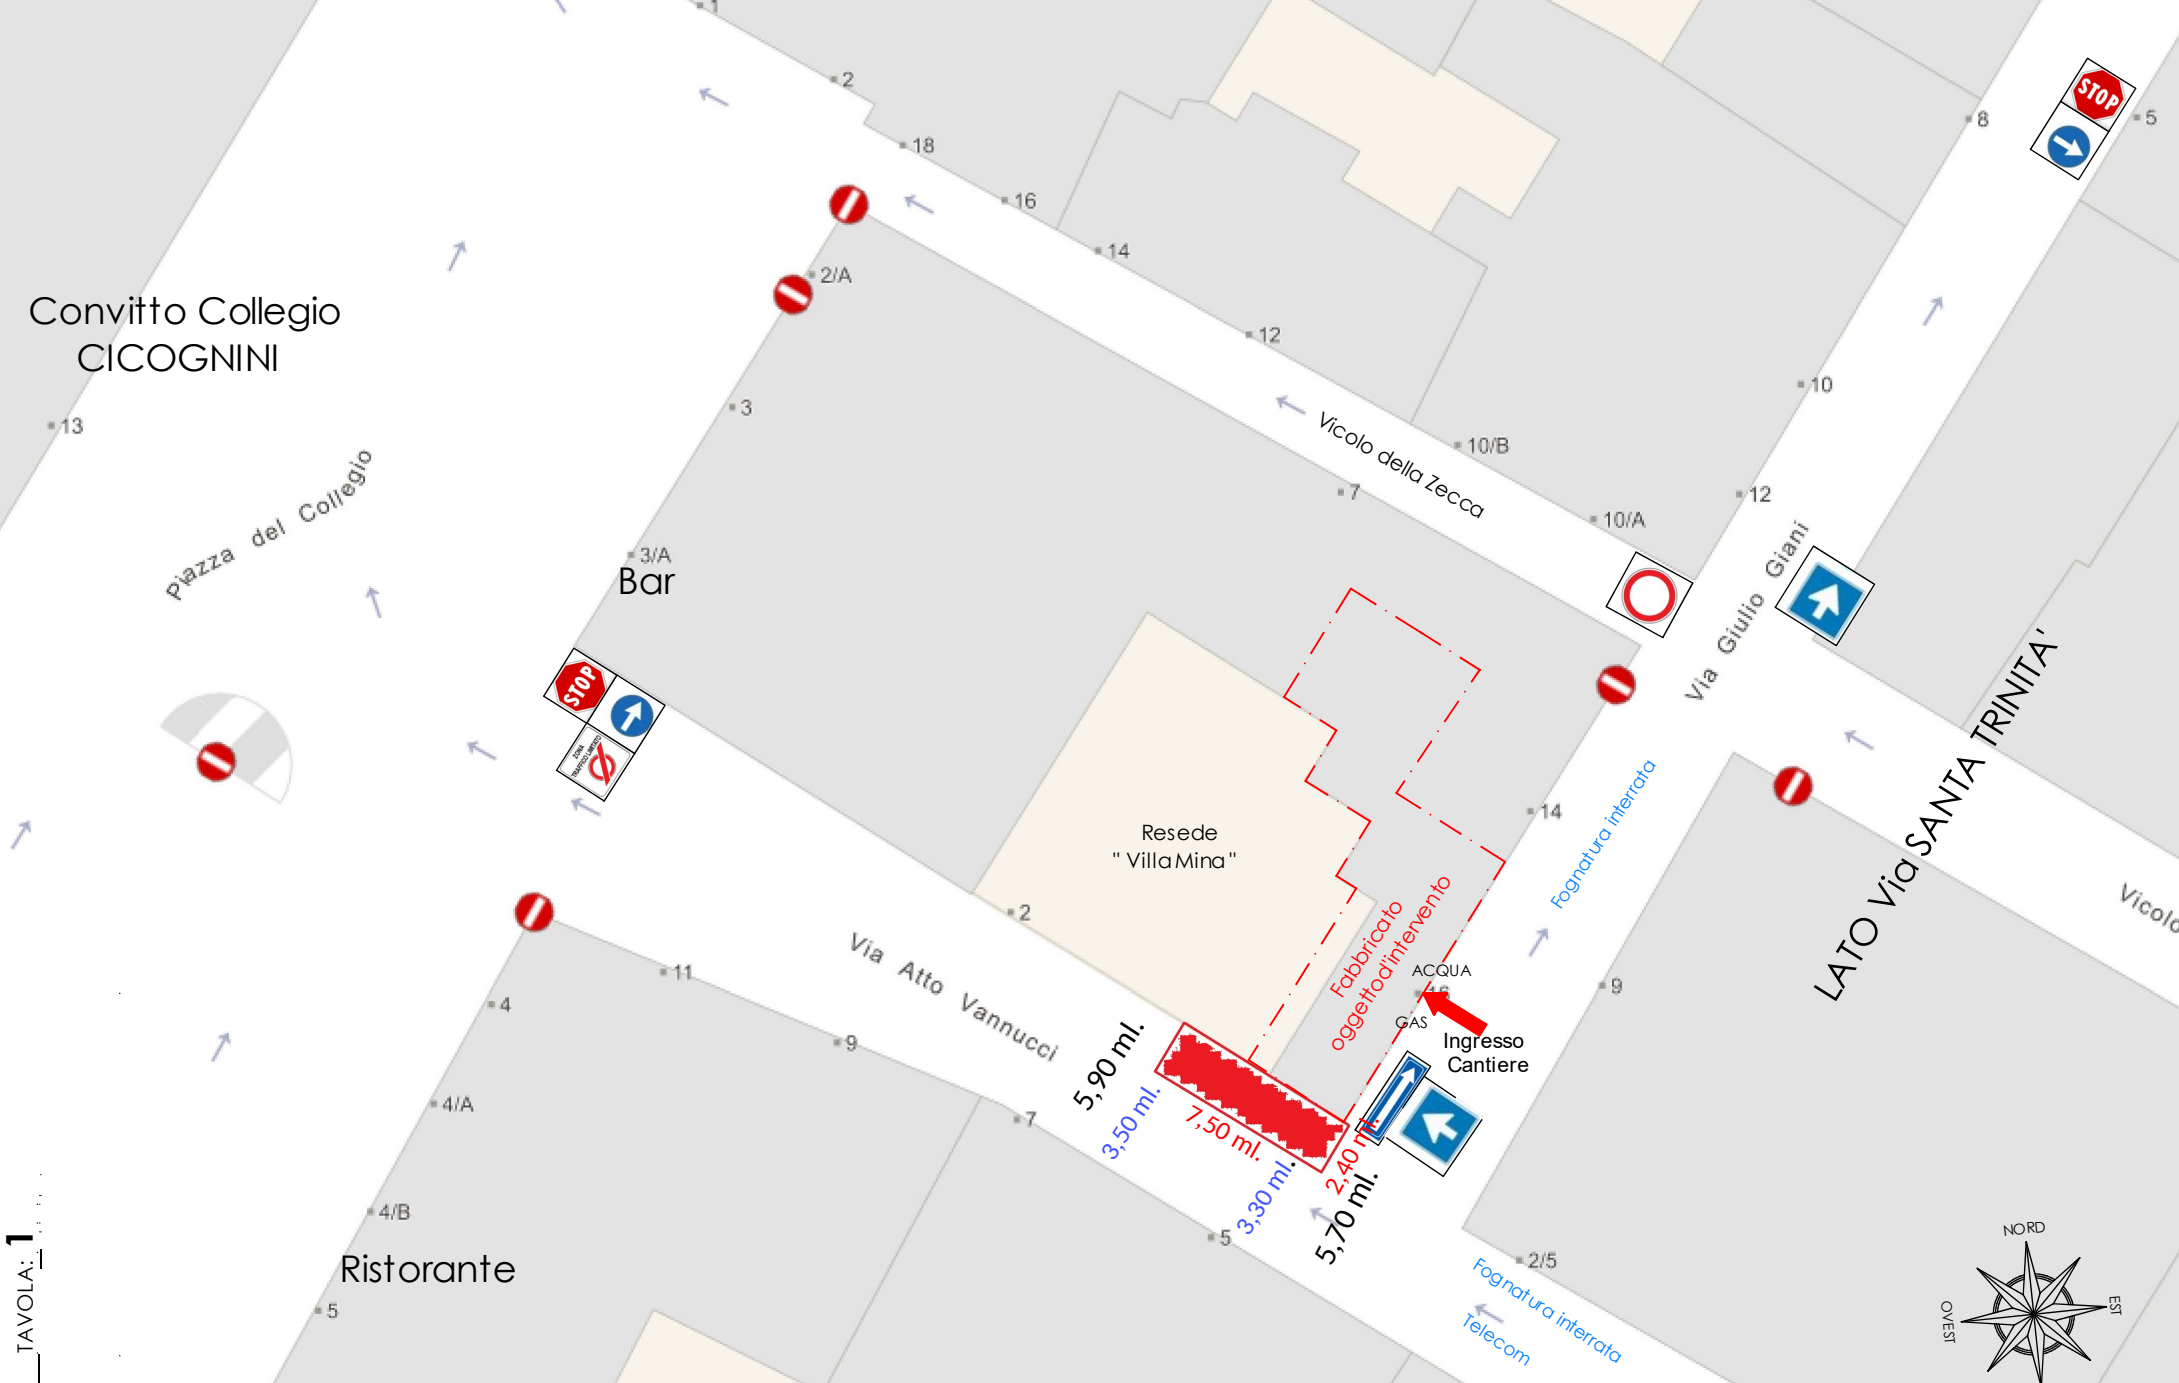 1
2
18
16
14
12
10/B
10/A
8
5
STOP
10
12
2/A
3
3/A
Bar
Convitto Collegio
CICOGNINI
13
Piazza del Collegio
Vicolo della Zecca
7
Via Giulio Giani
LATO Via SANTA TRINITA'
STOP
ZONA
TRAFFICO LIMITATO
Resede
" Villa Mina "
14
Fognatura interrata
Fabbricato
oggetto d'intervento
ACQUA
16
GAS
Ingresso
Cantiere
9
Vicolo
2
Via Atto Vannucci
11
9
7
5
4
4/A
4/B
5
Ristorante
5,90 ml.
3,50 ml.
7,50 ml.
3,30 ml.
2,40 ml.
5,70 ml.
2/5
Fognatura interrata
Telecom
NORD
EST
OVEST
TAVOLA: 1